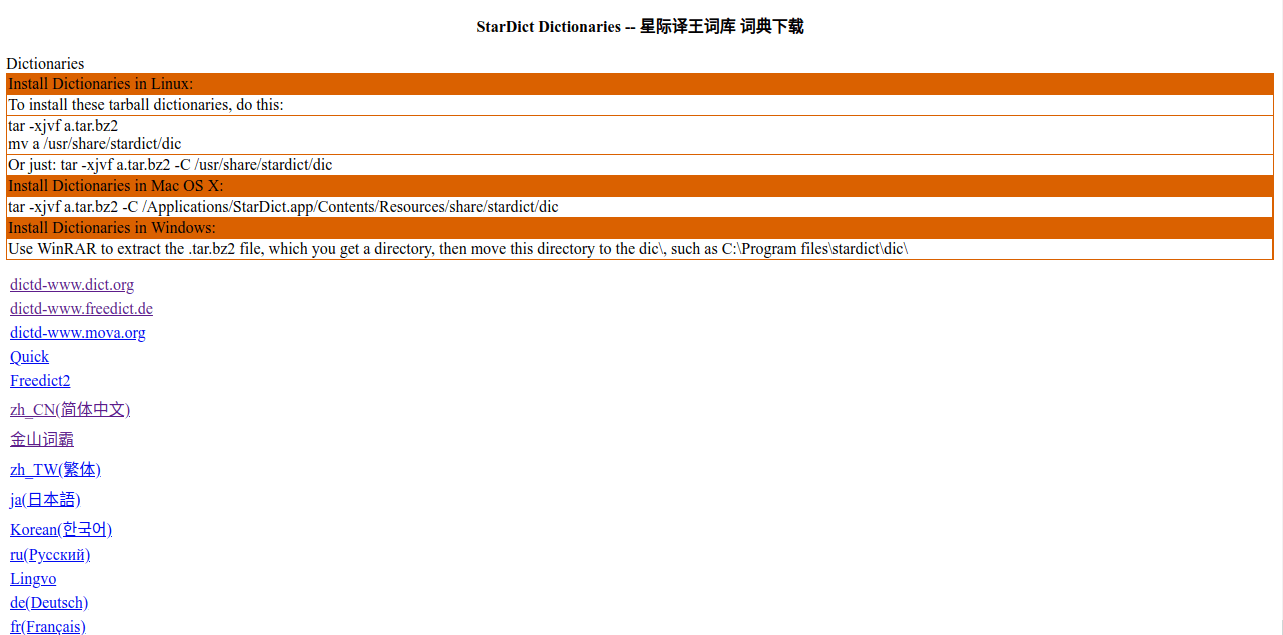 StarDict Dictionaries -- 星际译王词库 词典下载
Dictionaries
Install Dictionaries in Linux:
To install these tarball dictionaries, do this:
tar -xjvf a.tar.bz2
mv a /usr/share/stardict/dic
Or just: tar -xjvf a.tar.bz2 -C /usr/share/stardict/dic
Install Dictionaries in Mac OS X:
tar -xjvf a.tar.bz2 -C /Applications/StarDict.app/Contents/Resources/share/stardict/dic
Install Dictionaries in Windows:
Use WinRAR to extract the .tar.bz2 file, which you get a directory, then move this directory to the dic\, such as C:\Program files\stardict\dic\
dictd-www.dict.org
dictd-www.freedict.de
dictd-www.mova.org
Quick
Freedict2
zh_CN(简体中文)
金山词霸
zh_TW(繁体)
ja(日本語)
Korean(한국어)
ru(Русский)
Lingvo
de(Deutsch)
fr(Français)